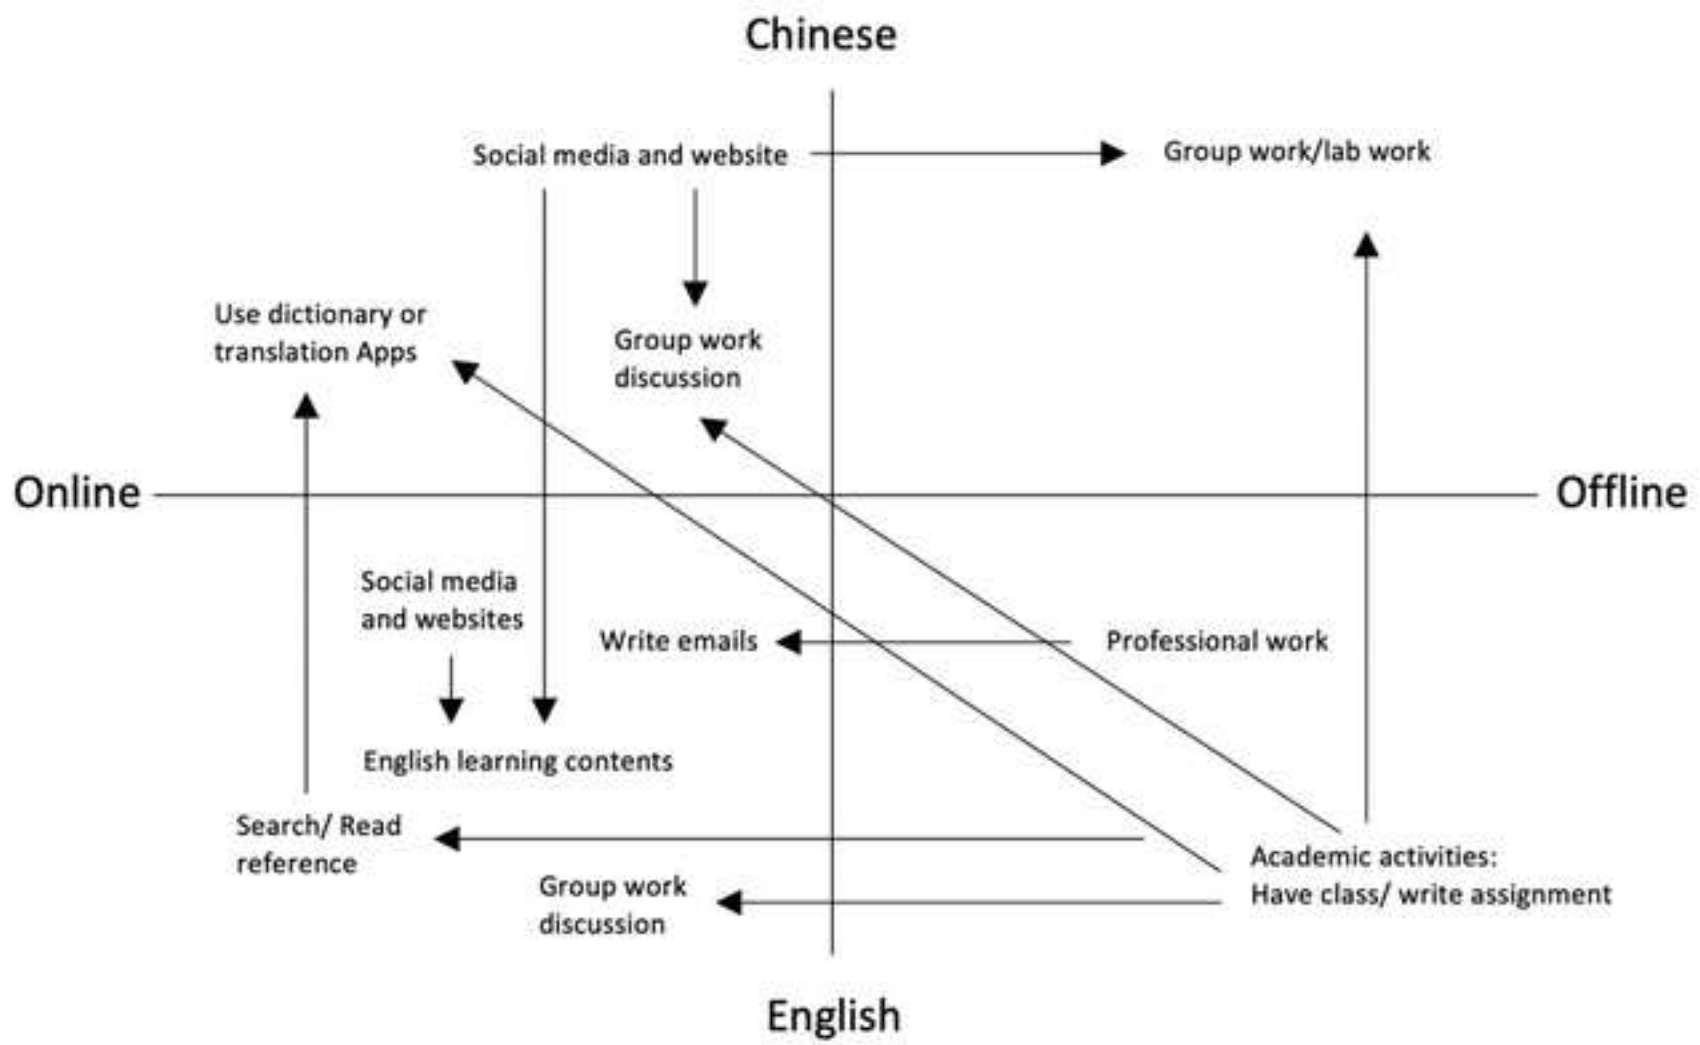 Chinese
Social media and website
Group work/lab work
Use dictionary or
translation Apps
Group work
discussion
Online
Offline
Social media
and websites
Write emails
Professional work
English learning contents
Search/ Read
reference
Academic activities:
Have class/ write assignment
Group work
discussion
English